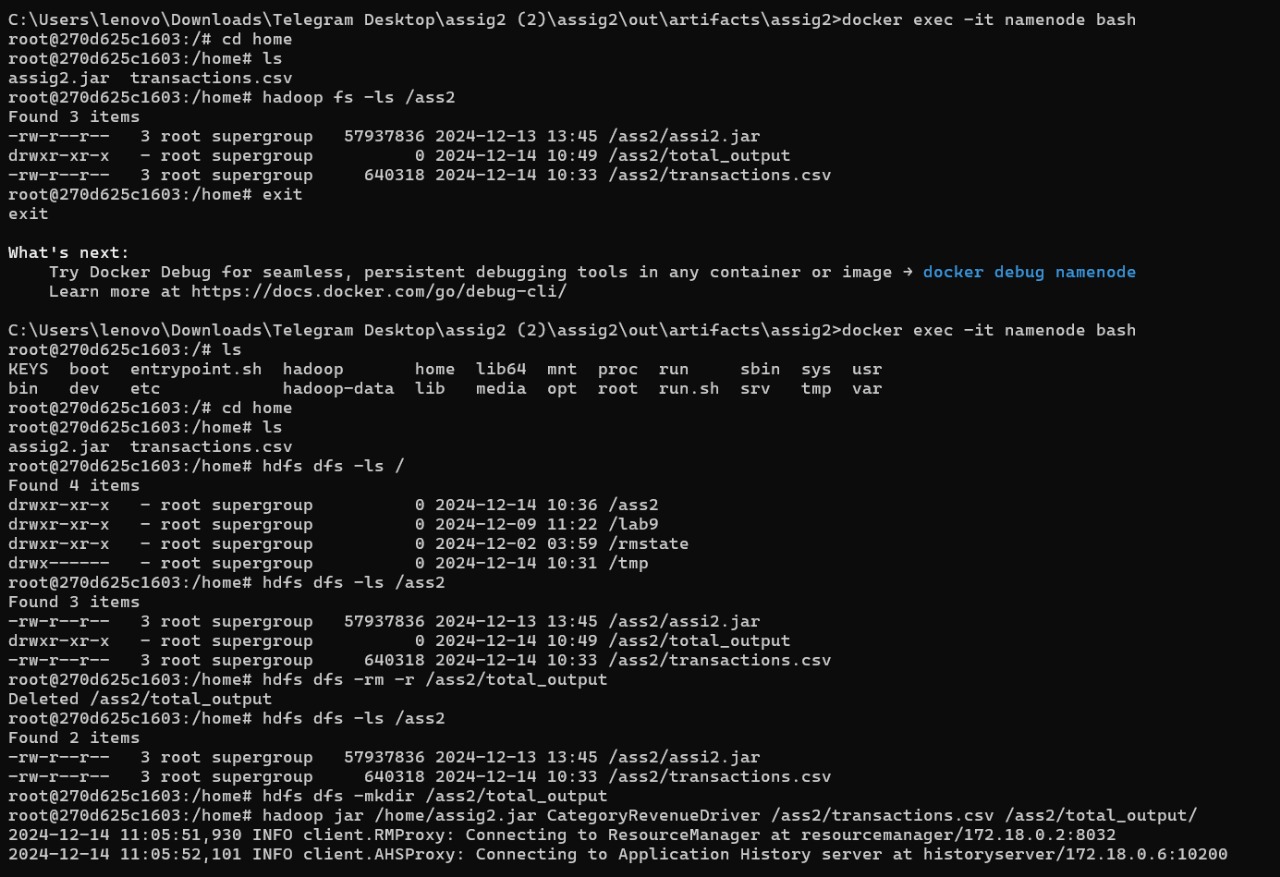 C:\Users\lenovo\Downloads\Telegram Desktop\assig2 (2)\assig2\out\artifacts\assig2>docker exec -it namenode bash
root@270d625c1603:/# cd home
root@270d625c1603:/home# ls
assig2.jar  transactions.csv
root@270d625c1603:/home# hadoop fs -ls /ass2
Found 3 items
-rw-r--r--   3 root supergroup   57937836 2024-12-13 13:45 /ass2/assi2.jar
drwxr-xr-x   - root supergroup          0 2024-12-14 10:49 /ass2/total_output
-rw-r--r--   3 root supergroup     640318 2024-12-14 10:33 /ass2/transactions.csv
root@270d625c1603:/home# exit
exit

What's next:
    Try Docker Debug for seamless, persistent debugging tools in any container or image → docker debug namenode
    Learn more at https://docs.docker.com/go/debug-cli/

C:\Users\lenovo\Downloads\Telegram Desktop\assig2 (2)\assig2\out\artifacts\assig2>docker exec -it namenode bash
root@270d625c1603:/# ls
KEYS  boot  entrypoint.sh  hadoop       home  lib64  mnt  proc  run     sbin  sys  usr
bin   dev   etc            hadoop-data  lib   media  opt  root  run.sh  srv   tmp  var
root@270d625c1603:/# cd home
root@270d625c1603:/home# ls
assig2.jar  transactions.csv
root@270d625c1603:/home# hdfs dfs -ls /
Found 4 items
drwxr-xr-x   - root supergroup          0 2024-12-14 10:36 /ass2
drwxr-xr-x   - root supergroup          0 2024-12-09 11:22 /lab9
drwxr-xr-x   - root supergroup          0 2024-12-02 03:59 /rmstate
drwx------   - root supergroup          0 2024-12-14 10:31 /tmp
root@270d625c1603:/home# hdfs dfs -ls /ass2
Found 3 items
-rw-r--r--   3 root supergroup   57937836 2024-12-13 13:45 /ass2/assi2.jar
drwxr-xr-x   - root supergroup          0 2024-12-14 10:49 /ass2/total_output
-rw-r--r--   3 root supergroup     640318 2024-12-14 10:33 /ass2/transactions.csv
root@270d625c1603:/home# hdfs dfs -rm -r /ass2/total_output
Deleted /ass2/total_output
root@270d625c1603:/home# hdfs dfs -ls /ass2
Found 2 items
-rw-r--r--   3 root supergroup   57937836 2024-12-13 13:45 /ass2/assi2.jar
-rw-r--r--   3 root supergroup     640318 2024-12-14 10:33 /ass2/transactions.csv
root@270d625c1603:/home# hdfs dfs -mkdir /ass2/total_output
root@270d625c1603:/home# hadoop jar /home/assig2.jar CategoryRevenueDriver /ass2/transactions.csv /ass2/total_output/
2024-12-14 11:05:51,930 INFO client.RMProxy: Connecting to ResourceManager at resourcemanager/172.18.0.2:8032
2024-12-14 11:05:52,101 INFO client.AHSProxy: Connecting to Application History server at historyserver/172.18.0.6:10200